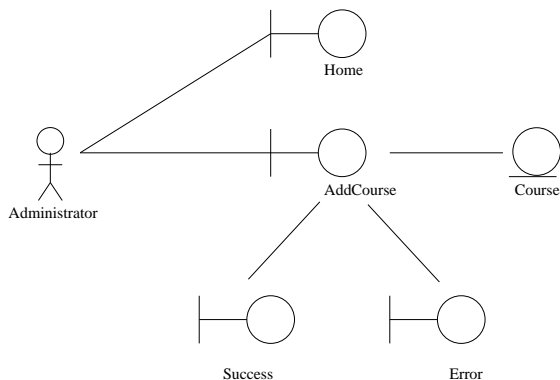 Home
AddCourse
Course
Administrator
Success
Error